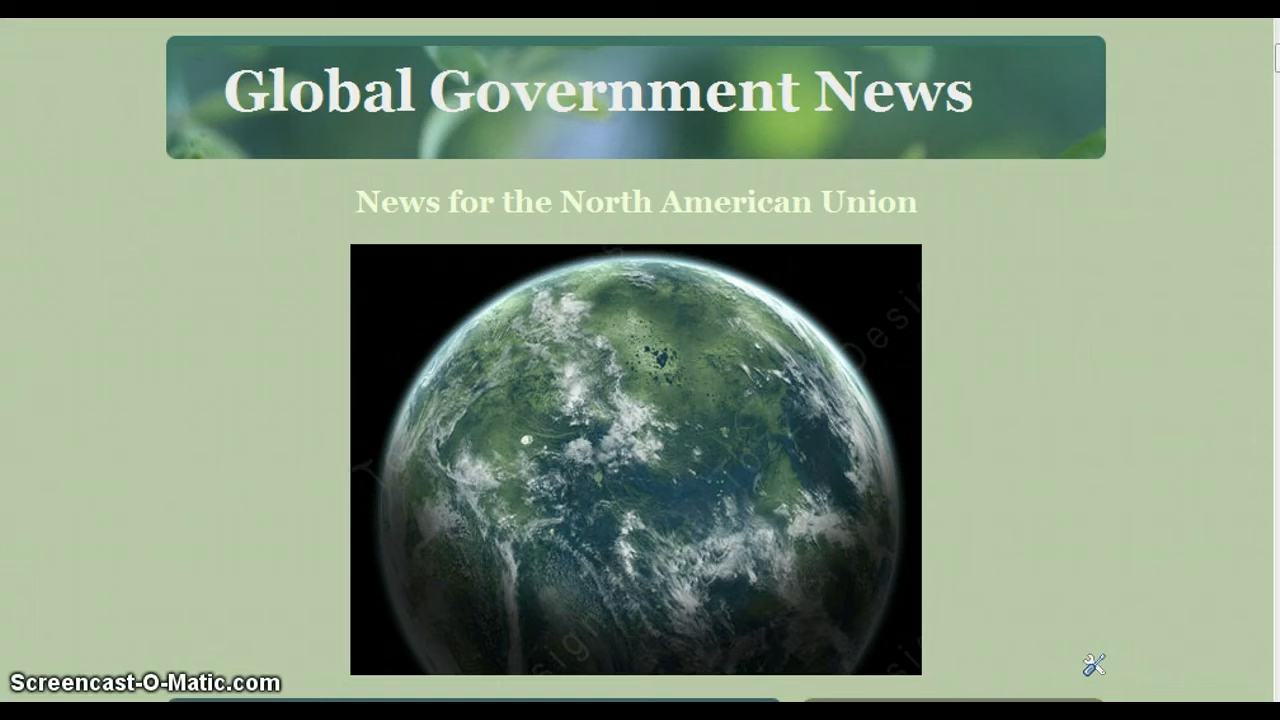 Global Government News
News for the North American Union
Screencast-O-Matic.com